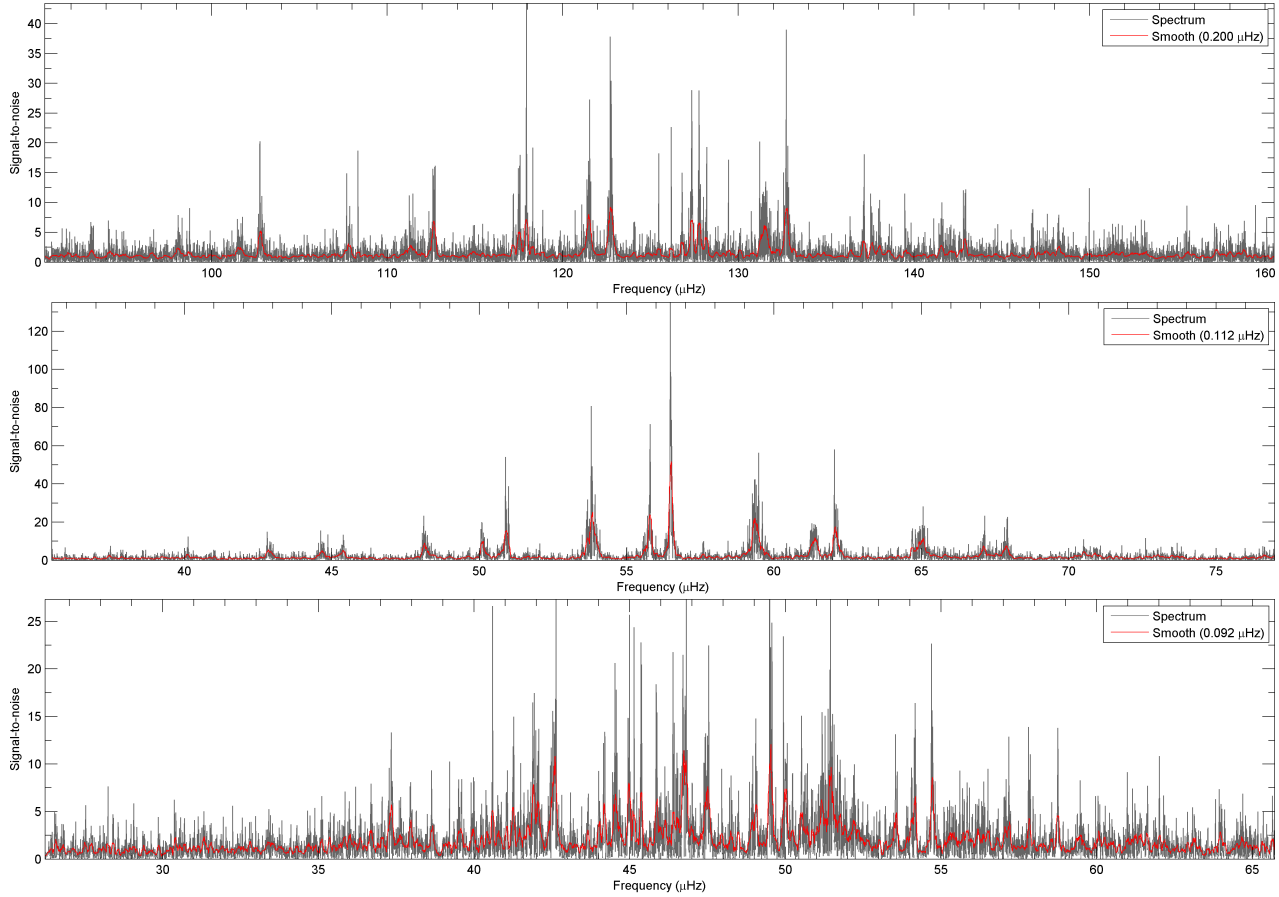 Signal-to-noise
40
35
30
25
20
15
10
5
0
Spectrum
Smooth (0.200 μHz)
100 110 120 130 140 150 160
Frequency (μHz)
Signal-to-noise
120
100
80
60
40
20
0
Spectrum
Smooth (0.112 μHz)
40 45 50 55 60 65 70 75
Frequency (μHz)
Signal-to-noise
25
20
15
10
5
0
Spectrum
Smooth (0.092 μHz)
30 35 40 45 50 55 60 65
Frequency (μHz)